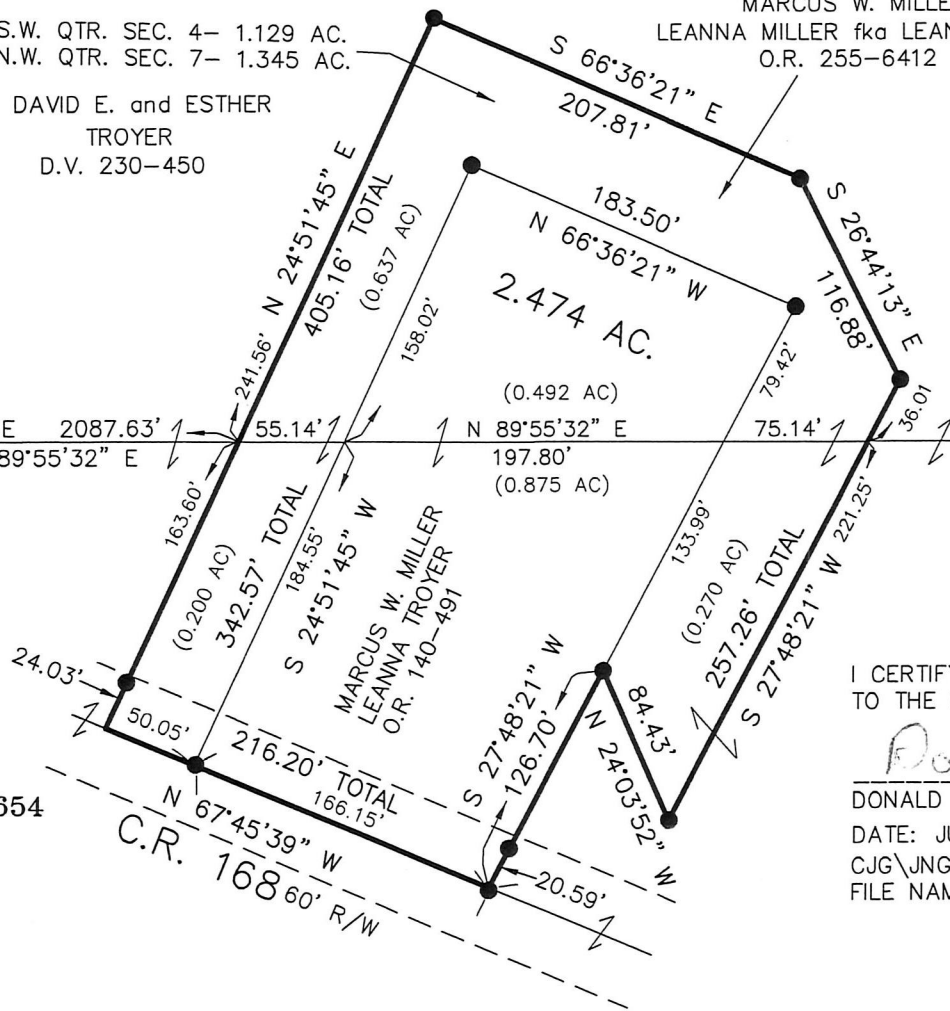 S.W. QTR. SEC. 4– 1.129 AC.
N.W. QTR. SEC. 7– 1.345 AC.
DAVID E. and ESTHER
TROYER
D.V. 230–450
MARCUS W. MILLE
LEANNA MILLER fka LEAN
O.R. 255–6412
S 66°36'21" E
207.81'
N 24°51'45" E
405.16' TOTAL
(0.637 AC)
241.56'
158.02'
183.50'
N 66°36'21" W
2.474 AC.
(0.492 AC)
79.42'
S 26°44'13" E
116.88'
36.01
E 2087.63'
89°55'32" E
55.14'
N 89°55'32" E
197.80'
(0.875 AC)
75.14'
163.60'
(0.200 AC)
342.57' TOTAL
184.55'
S 24°51'45" W
MARCUS W. MILLER
LEANNA TROYER
O.R. 140–491
133.99'
(0.270 AC)
257.26' TOTAL
S 27°48'21" W
221.25'
24.03'
50.05'
216.20' TOTAL
166.15'
N 67°45'39" W
C.R. 168 60' R/W
S 27°48'21" W
126.70'
84.43'
N 24°03'52" W
20.59'
654
I CERTIF
TO THE
DONALD
DATE: JU
CJG\JNG
FILE NAM